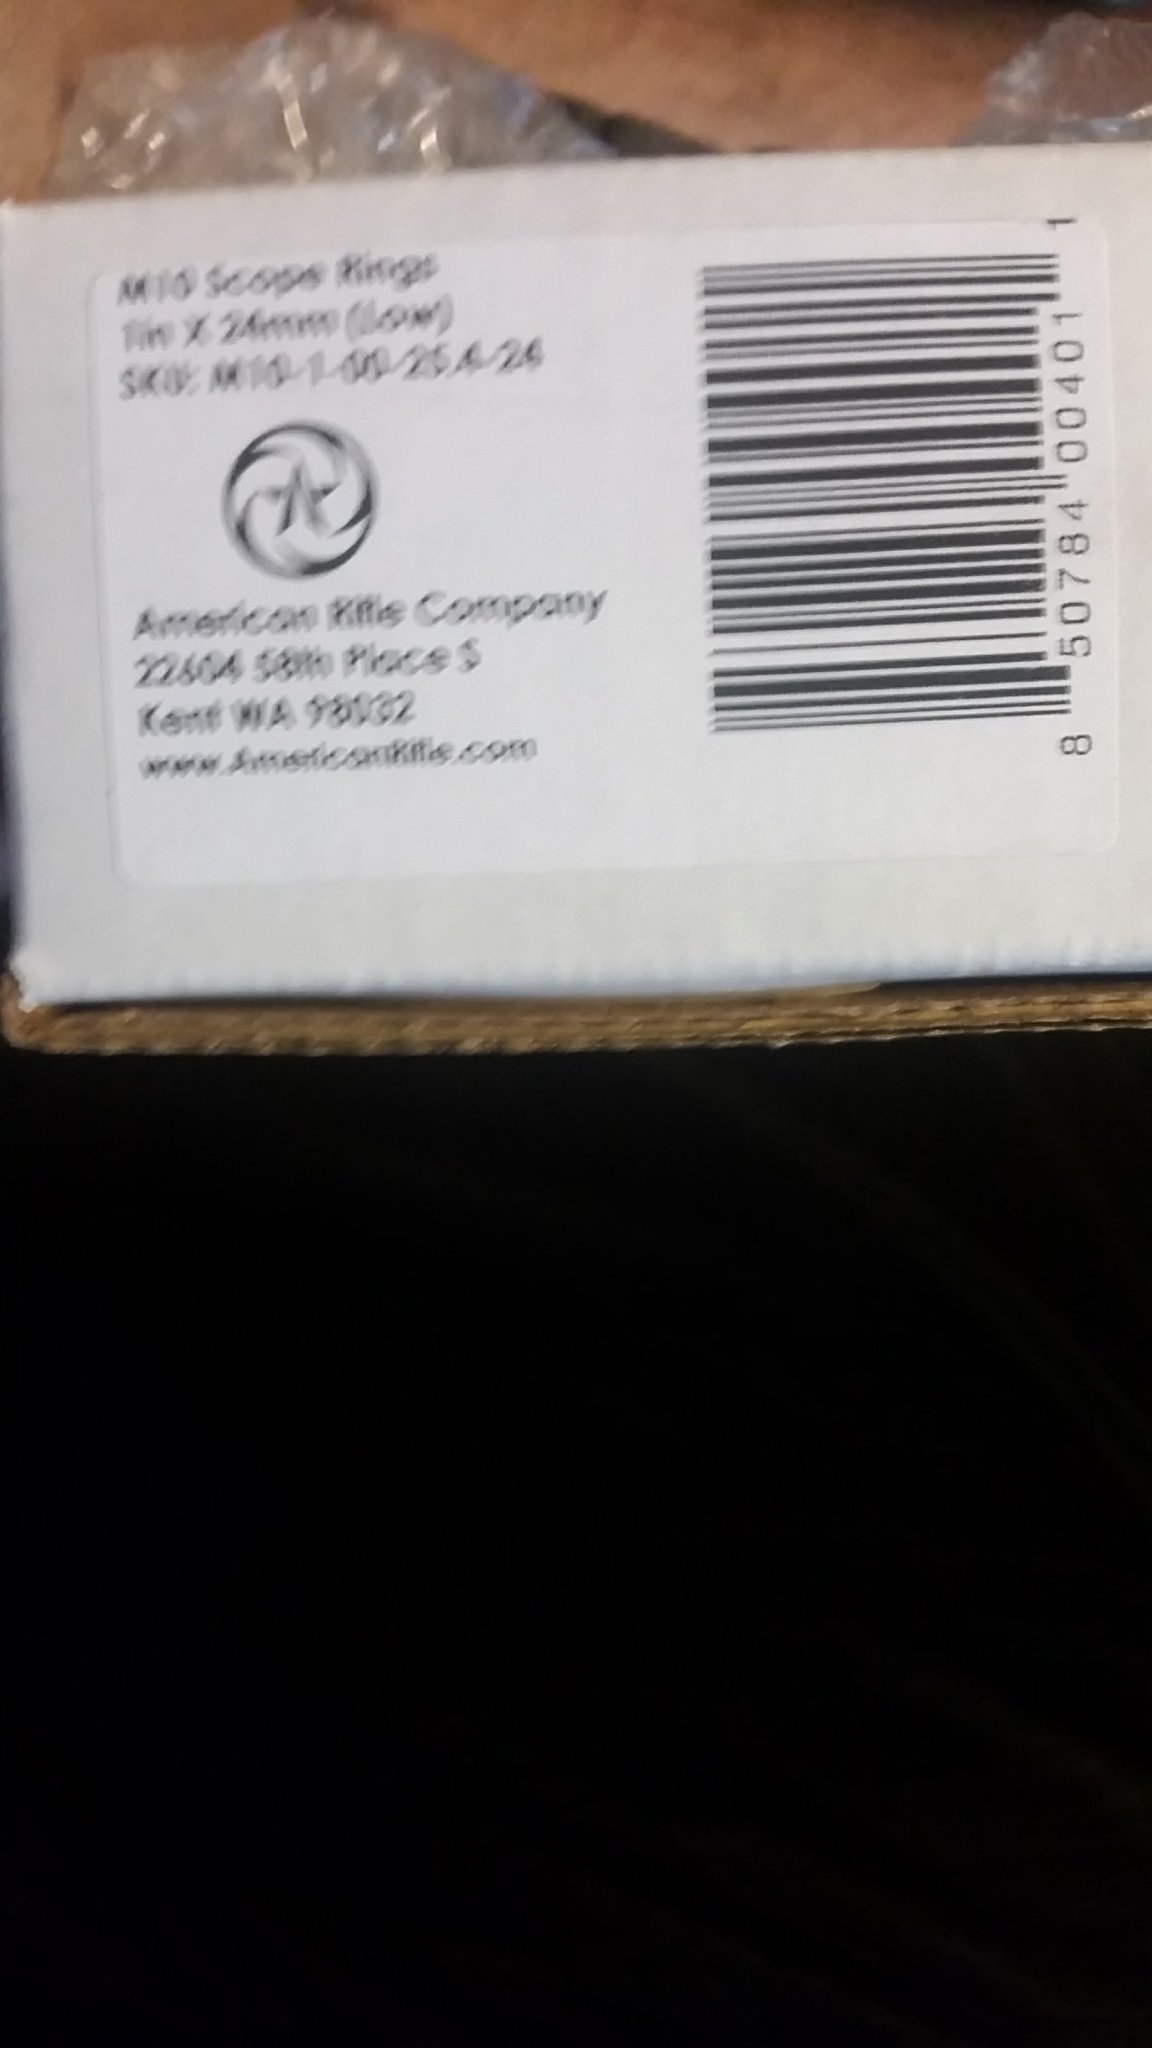 M10 Scope Rings
1in X 24mm (Low)
SKU: M10-1-00-25.4-24
American Rifle Company
22604 58th Place S
Kent WA 98032
www.AmericanRifle.com
8 50784 00401 1